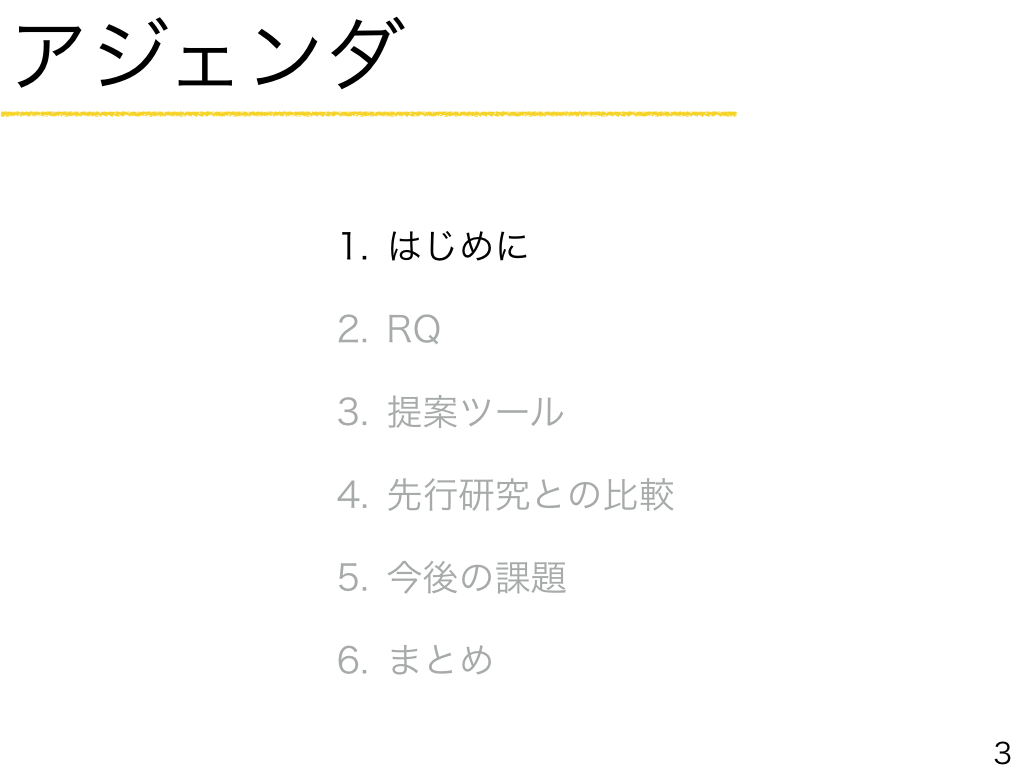 アジェンダ
1. はじめに
2. RQ
3. 提案ツール
4. 先行研究との比較
5. 今後の課題
6. まとめ
3